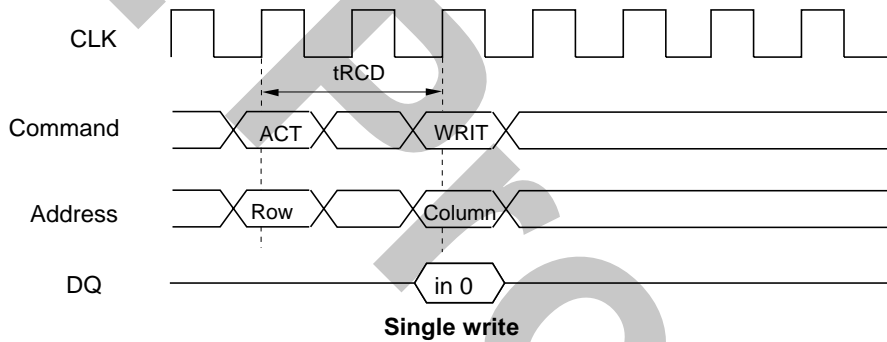 CLK
tRCD
Command ACT WRIT
Address Row Column
DQ in 0
Single write